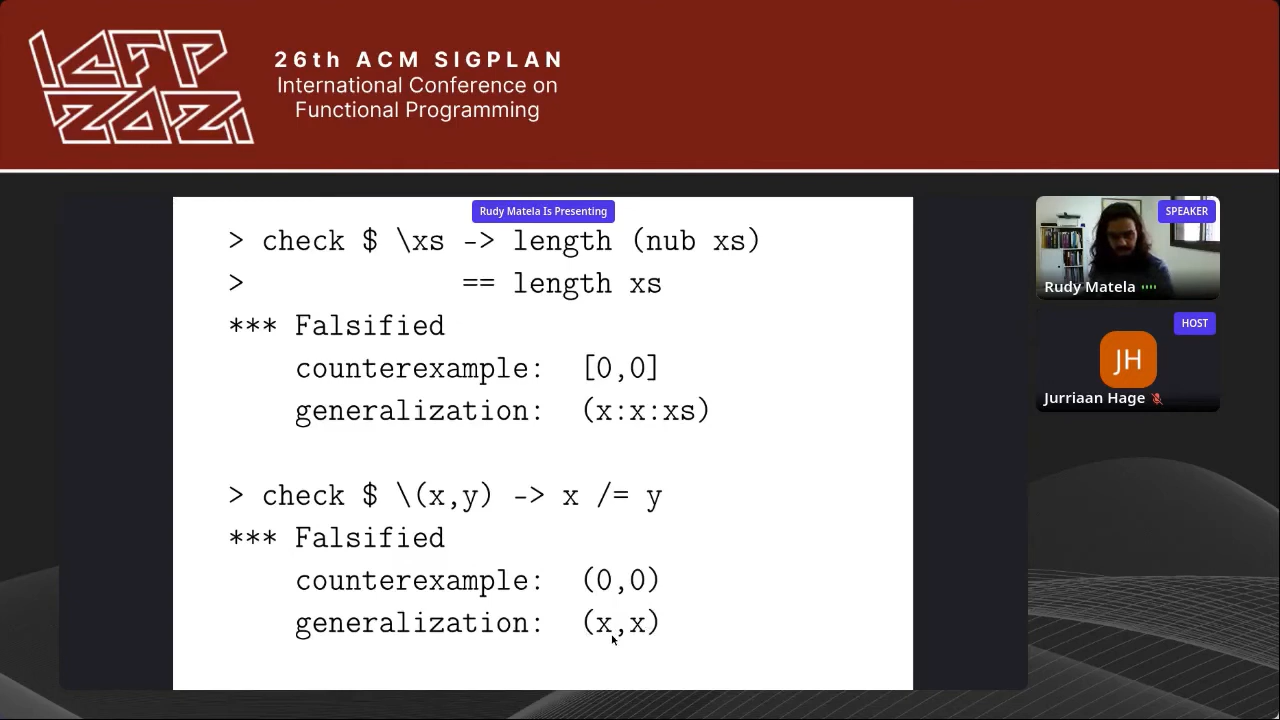 ICFP
2021
26th ACM SIGPLAN
International Conference on
Functional Programming
Rudy Matela Is Presenting
> check $ \xs -> length (nub xs)
> == length xs
*** Falsified
counterexample: [0,0]
generalization: (x:x:xs)
> check $ \(x,y) -> x /= y
*** Falsified
counterexample: (0,0)
generalization: (x,x)
SPEAKER
Rudy Matela
HOST
JH
Jurriaan Hage